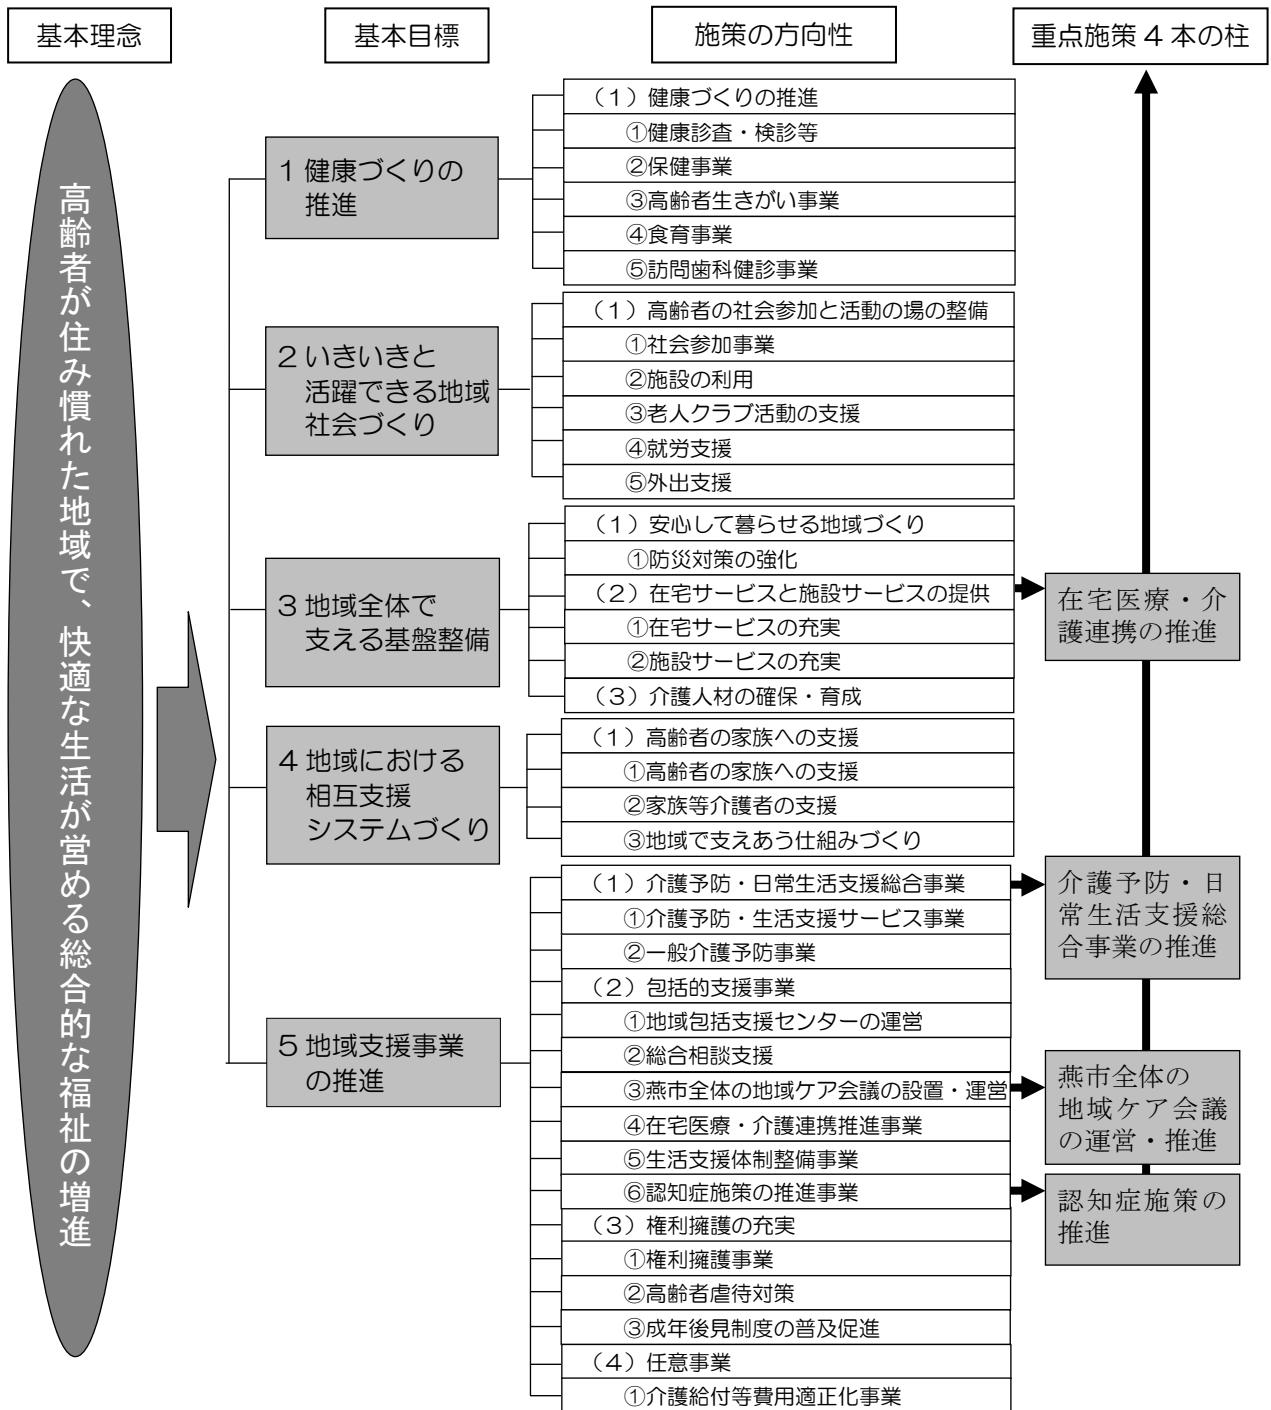 基本理念
基本目標
施策の方向性
重点施策４本の柱
高齢者が住み慣れた地域で、快適な生活が営める総合的な福祉の増進
１健康づくりの
推進
（１）健康づくりの推進
①健康診査・検診等
②保健事業
③高齢者生きがい事業
④食育事業
⑤訪問歯科健診事業
２いきいきと
活躍できる地域
社会づくり
（１）高齢者の社会参加と活動の場の整備
①社会参加事業
②施設の利用
③老人クラブ活動の支援
④就労支援
⑤外出支援
３地域全体で
支える基盤整備
（１）安心して暮らせる地域づくり
①防災対策の強化
（２）在宅サービスと施設サービスの提供
①在宅サービスの充実
②施設サービスの充実
（３）介護人材の確保・育成
在宅医療・介
護連携の推進
４地域における
相互支援
システムづくり
（１）高齢者の家族への支援
①高齢者の家族への支援
②家族等介護者の支援
③地域で支えあう仕組みづくり
５地域支援事業
の推進
（１）介護予防・日常生活支援総合事業
①介護予防・生活支援サービス事業
②一般介護予防事業
（２）包括的支援事業
①地域包括支援センターの運営
②総合相談支援
③燕市全体の地域ケア会議の設置・運営
④在宅医療・介護連携推進事業
⑤生活支援体制整備事業
⑥認知症施策の推進事業
（３）権利擁護の充実
①権利擁護事業
②高齢者虐待対策
③成年後見制度の普及促進
（４）任意事業
①介護給付等費用適正化事業
介護予防・日
常生活支援総
合事業の推進
燕市全体の
地域ケア会議
の運営・推進
認知症施策の
推進